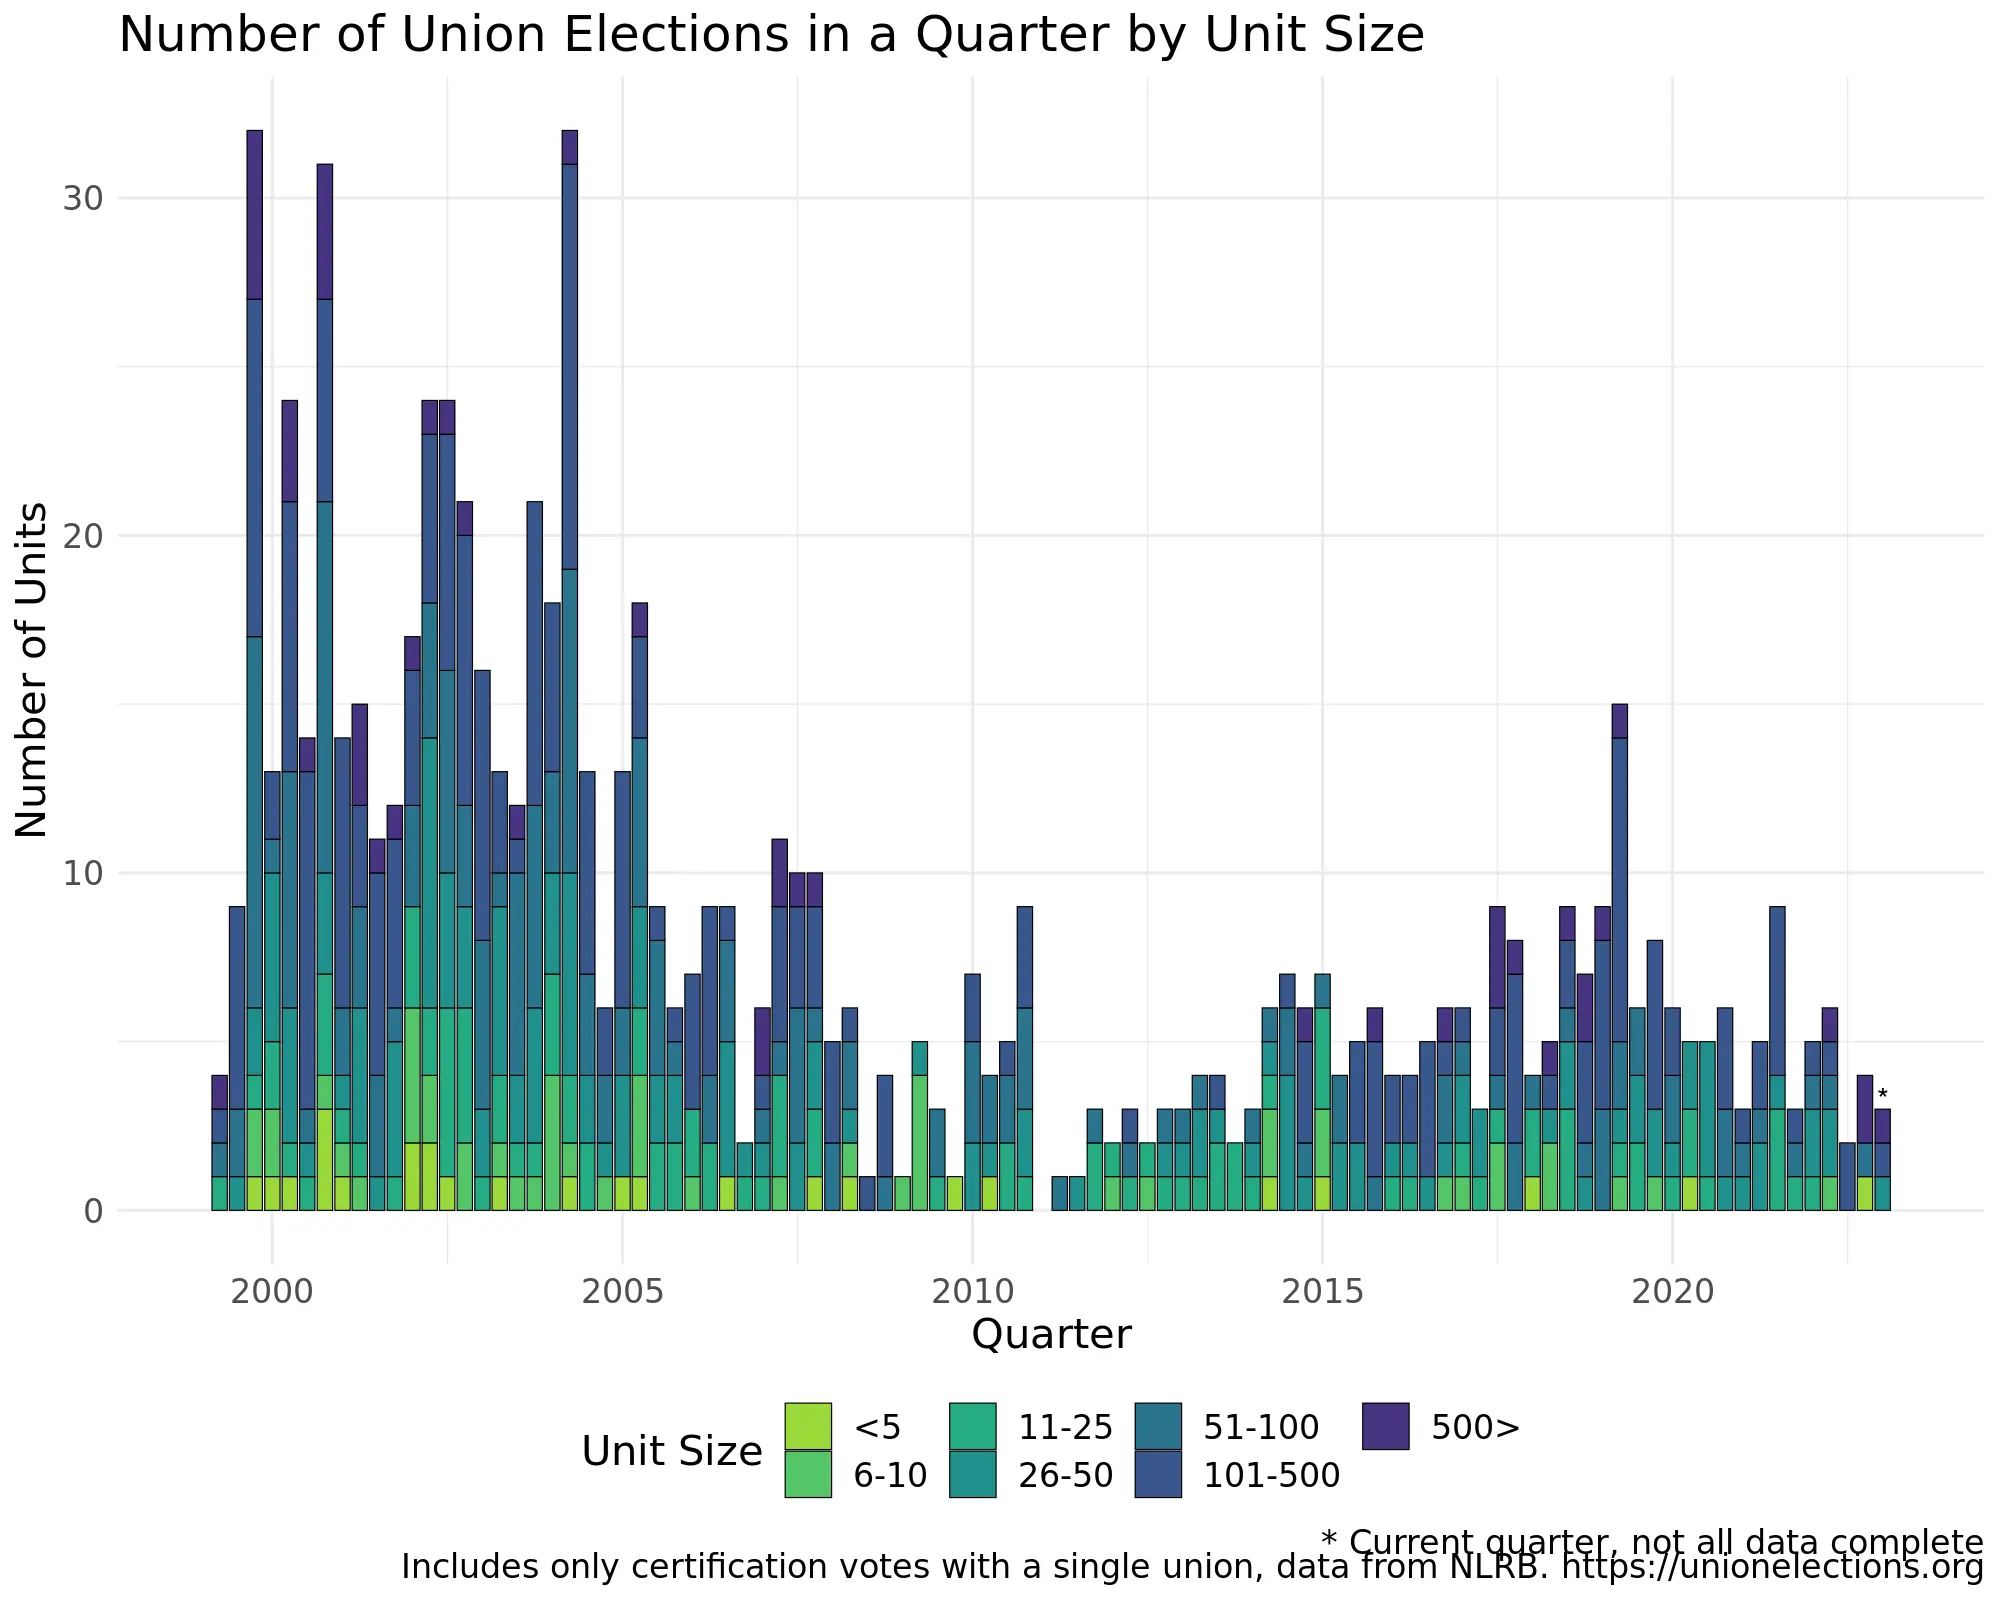 Number of Union Elections in a Quarter by Unit Size
Number of Units
30
20
10
0
*
2000 2005 2010 2015 2020
Quarter
Unit Size
<5 11-25 51-100 500>
6-10 26-50 101-500
* Current quarter, not all data complete
Includes only certification votes with a single union, data from NLRB. https://unionelections.org